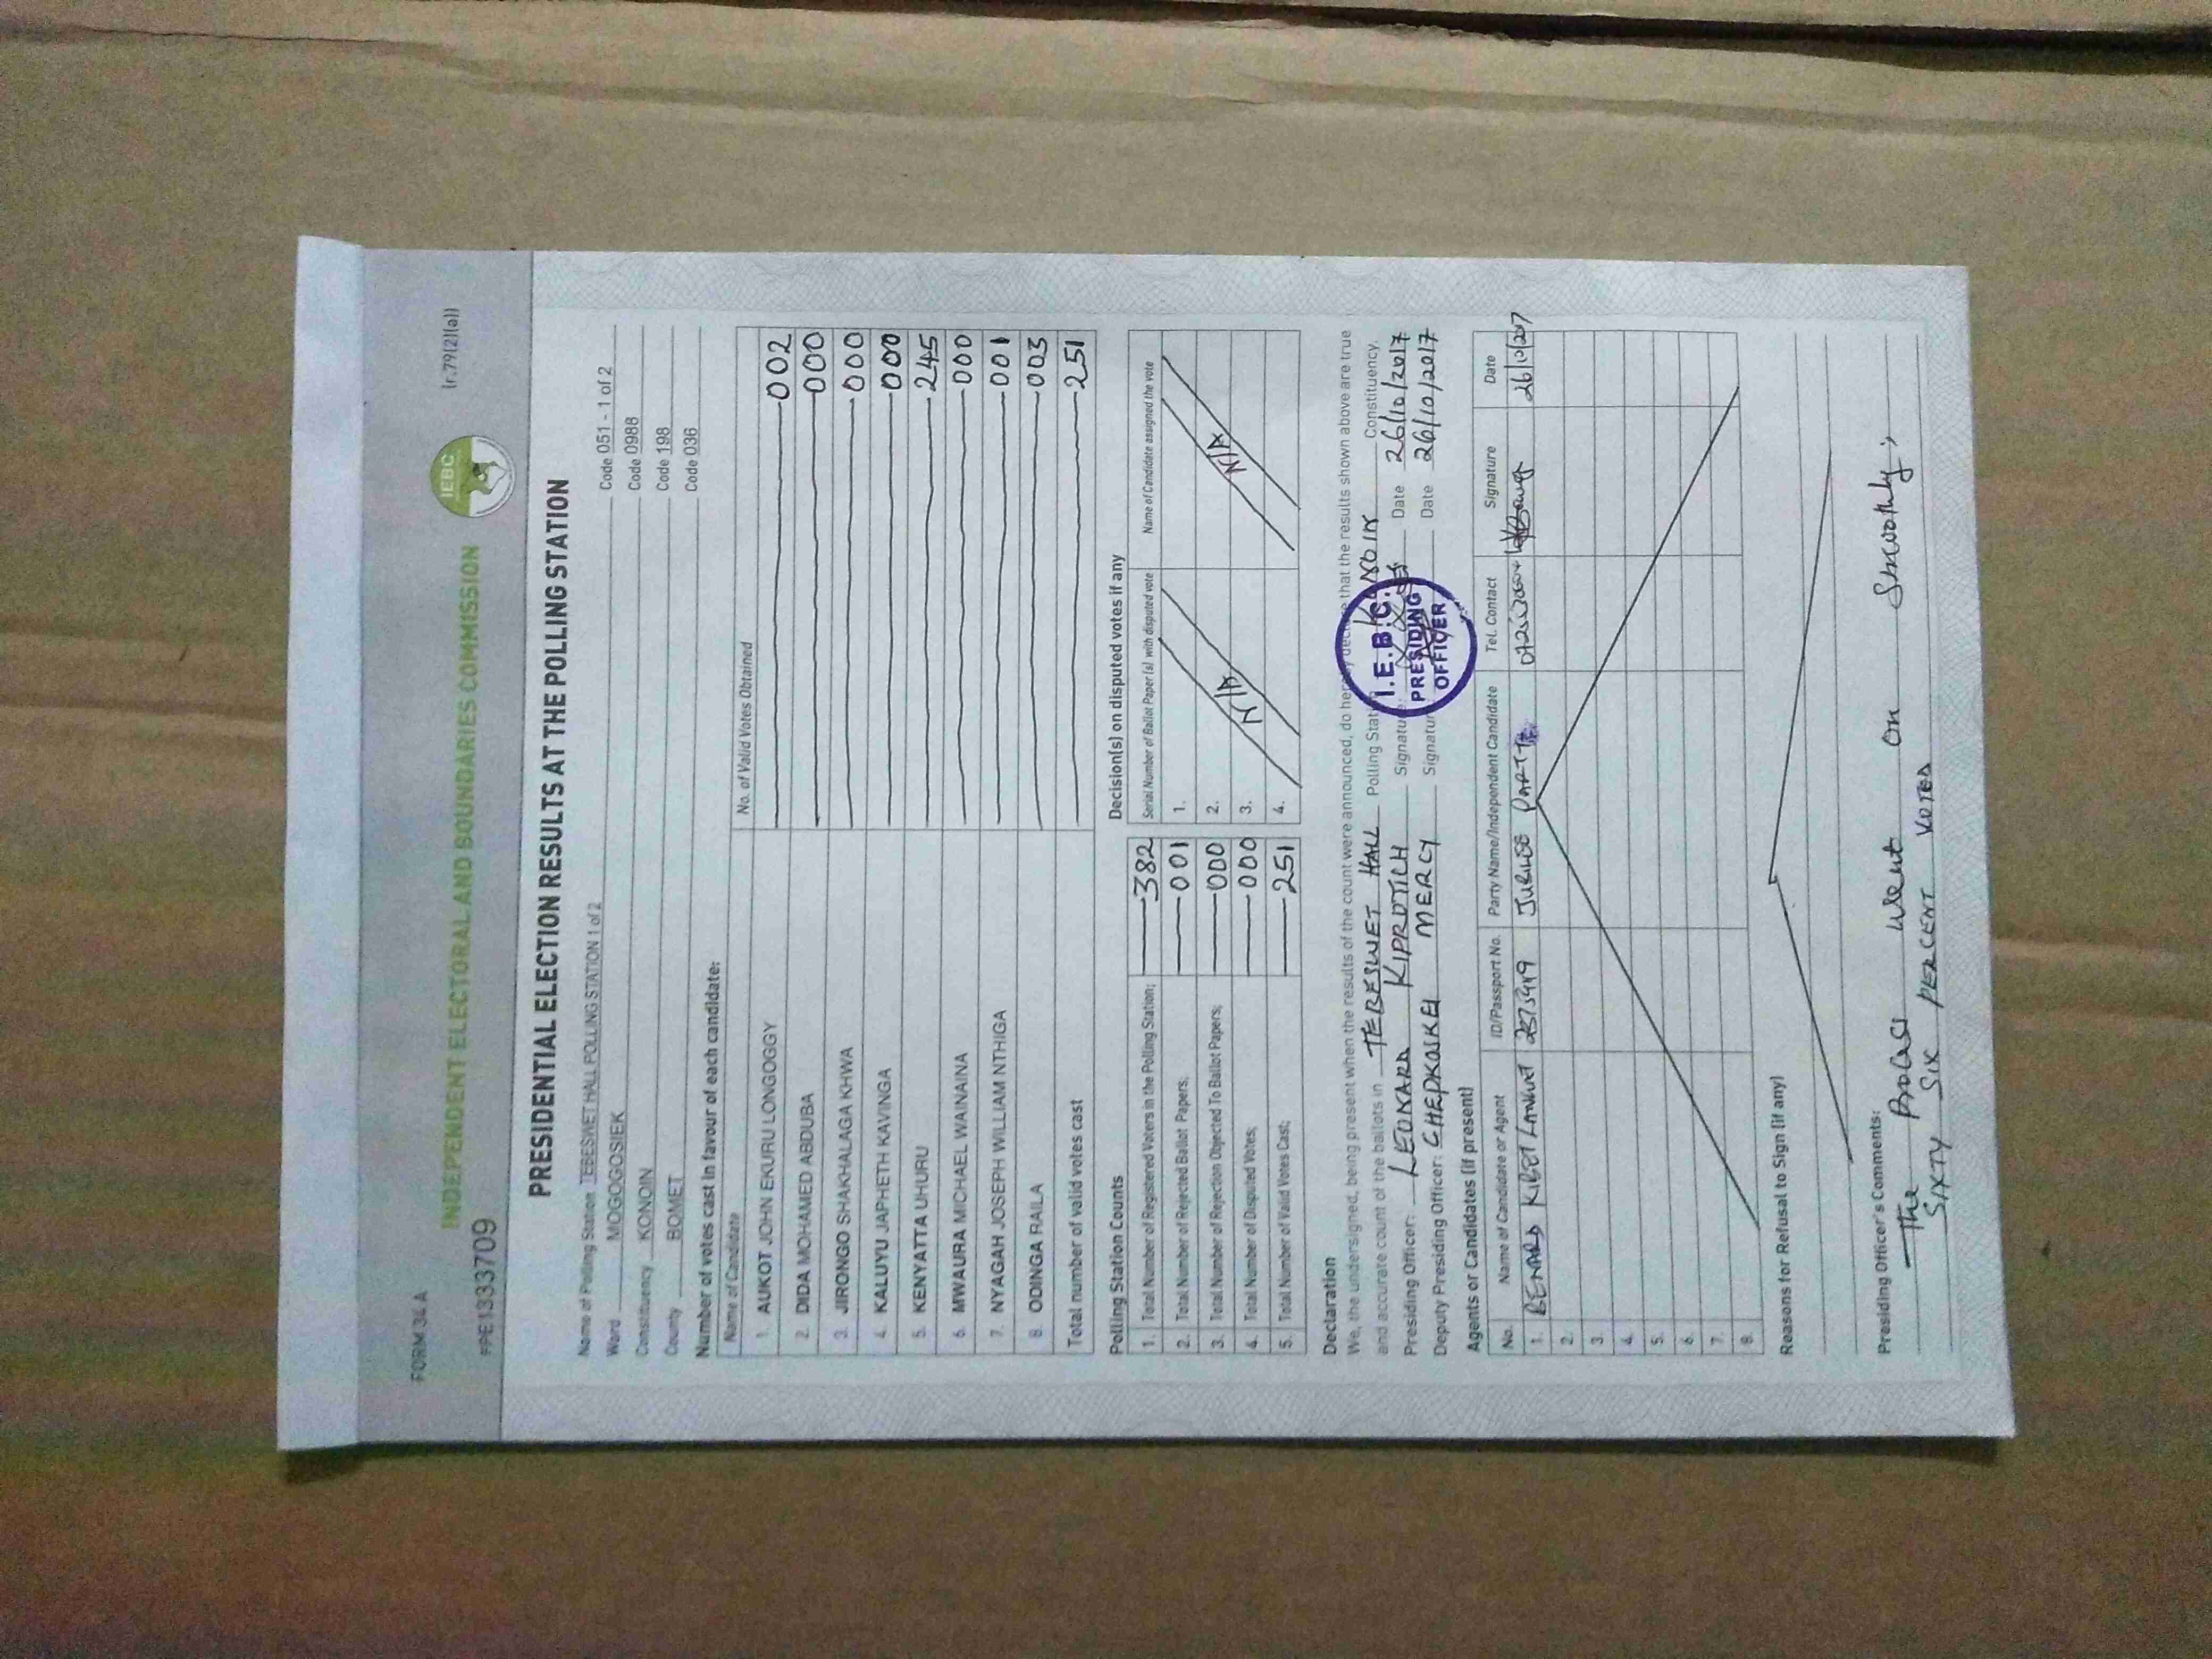 FORM 34 A
(r.79(2)(a))
IEBC
INDEPENDENT ELECTORAL AND BOUNDARIES COMMISSION
#PE1333709
PRESIDENTIAL ELECTION RESULTS AT THE POLLING STATION
Name of Polling Station TEBESWET HALL POLLING STATION 1 of 2 Code 051 - 1 of 2
Ward MOGOGOSIEK Code 0988
Constituency KONOIN Code 198
County BOMET Code 036
Number of votes cast in favour of each candidate:
Name of Candidate No. of Valid Votes Obtained
1. AUKOT JOHN EKURU LONGOGGY 002
2. DIDA MOHAMED ABDUBA 000
3. JIRONGO SHAKHALAGA KHWA 000
4. KALUYU JAPHETH KAVINGA 000
5. KENYATTA UHURU 245
6. MWAURA MICHAEL WAINAINA 000
7. NYAGAH JOSEPH WILLIAM NTHIGA 001
8. ODINGA RAILA 003
Total number of valid votes cast 251
Polling Station Counts
1. Total Number of Registered Voters in the Polling Station; 382
2. Total Number of Rejected Ballot Papers; 001
3. Total Number of Rejection Objected To Ballot Papers; 000
4. Total Number of Disputed Votes; 000
5. Total Number of Valid Votes Cast; 251
Decision(s) on disputed votes if any
Serial Number of Ballot Paper(s) with disputed vote Name of Candidate assigned the vote
1.
2. N/A N/A
3.
4.
Declaration
We, the undersigned, being present when the results of the count were announced, do hereby declare that the results shown above are true
and accurate count of the ballots in TEBESWET HALL Polling Station KONOIN Constituency.
Presiding Officer: LEONARD KIPROTICH Signature: Date 26/10/2017
Deputy Presiding Officer: CHEPKOSKEI MERCY Signature Date 26/10/2017
I.E.B.C.
PRESIDING
OFFICER
Agents or Candidates (if present)
No. Name of Candidate or Agent ID/Passport No. Party Name/Independent Candidate Tel. Contact Signature Date
1. BENARD KIBET LANGAT JUBILEE PARTY 26/10/2017
2.
3.
4.
5.
6.
7.
8.
Reasons for Refusal to Sign (if any)
Presiding Officer's Comments:
The process went on smoothly;
SIXTY SIX PERCENT VOTED